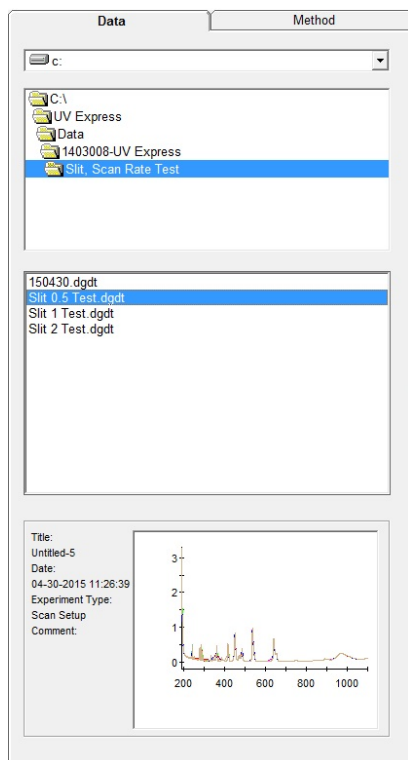 Data
Method
c:
C:\
UV Express
Data
1403008-UV Express
Slit, Scan Rate Test
150430.dgdt
Slit 0.5 Test.dgdt
Slit 1 Test.dgdt
Slit 2 Test.dgdt
Title:
Untitled-5
Date:
04-30-2015 11:26:39
Experiment Type:
Scan Setup
Comment:
3
2
1
0
200 400 600 800 1000